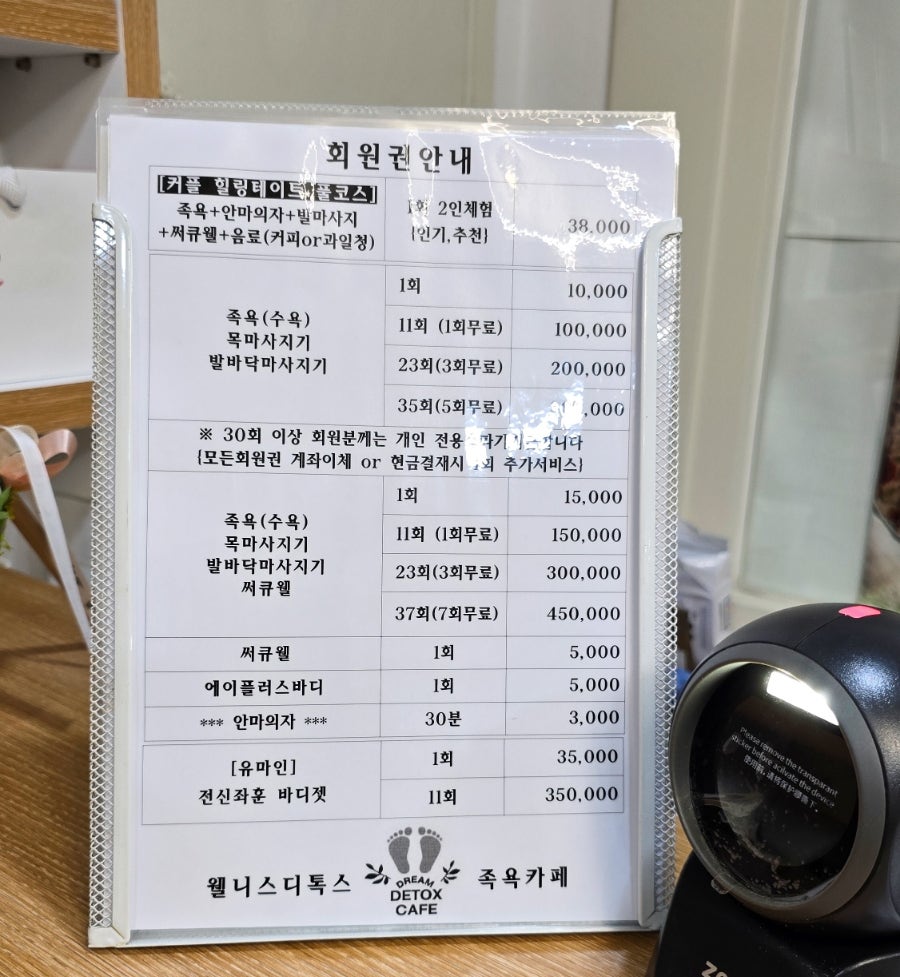 회원권안내
[커플 힐링데이트 풀코스]
족욕+안마의자+발마사지
+써큐웰+음료(커피or과일청)
1회 2인체험
{인기,추천}
38,000
족욕(수욕)
목마사지기
발바닥마사지기
1회 10,000
11회 (1회무료) 100,000
23회(3회무료) 200,000
35회(5회무료)
※ 30회 이상 회원분께는 개인 전용
{모든회원권 계좌이체 or 현금결재시 추가서비스}
족욕(수욕)
목마사지기
발바닥마사지기
써큐웰
1회 15,000
11회 (1회무료) 150,000
23회(3회무료) 300,000
37회(7회무료) 450,000
써큐웰 1회 5,000
에이플러스바디 1회 5,000
*** 안마의자 *** 30분 3,000
[유마인]
전신좌훈 바디젯
1회 35,000
11회 350,000
웰니스디톡스 족욕카페
DREAM
DETOX
CAFE
Please remove the transparant
sticker before acitivate the device